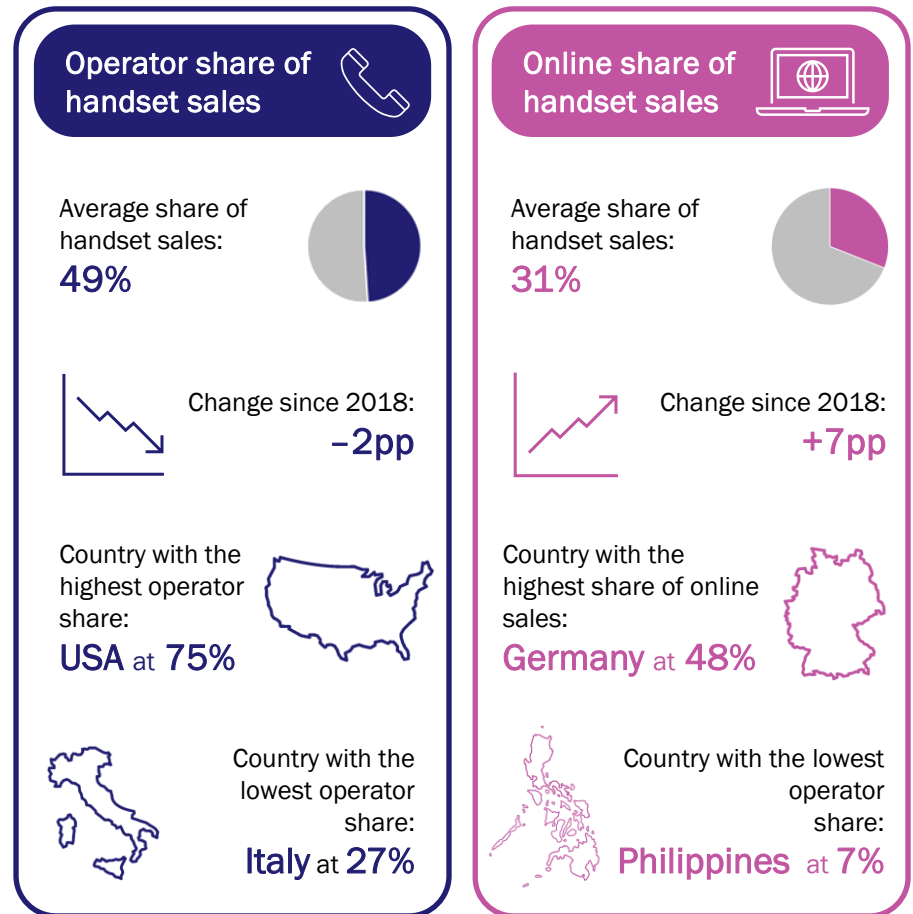 Operator share of
handset sales
Average share of
handset sales:
49%
Change since 2018:
–2pp
Country with the
highest operator
share:
USA at 75%
Country with the
lowest operator
share:
Italy at 27%
Online share of
handset sales
Average share of
handset sales:
31%
Change since 2018:
+7pp
Country with the
highest share of online
sales:
Germany at 48%
Country with the lowest
operator
share:
Philippines at 7%